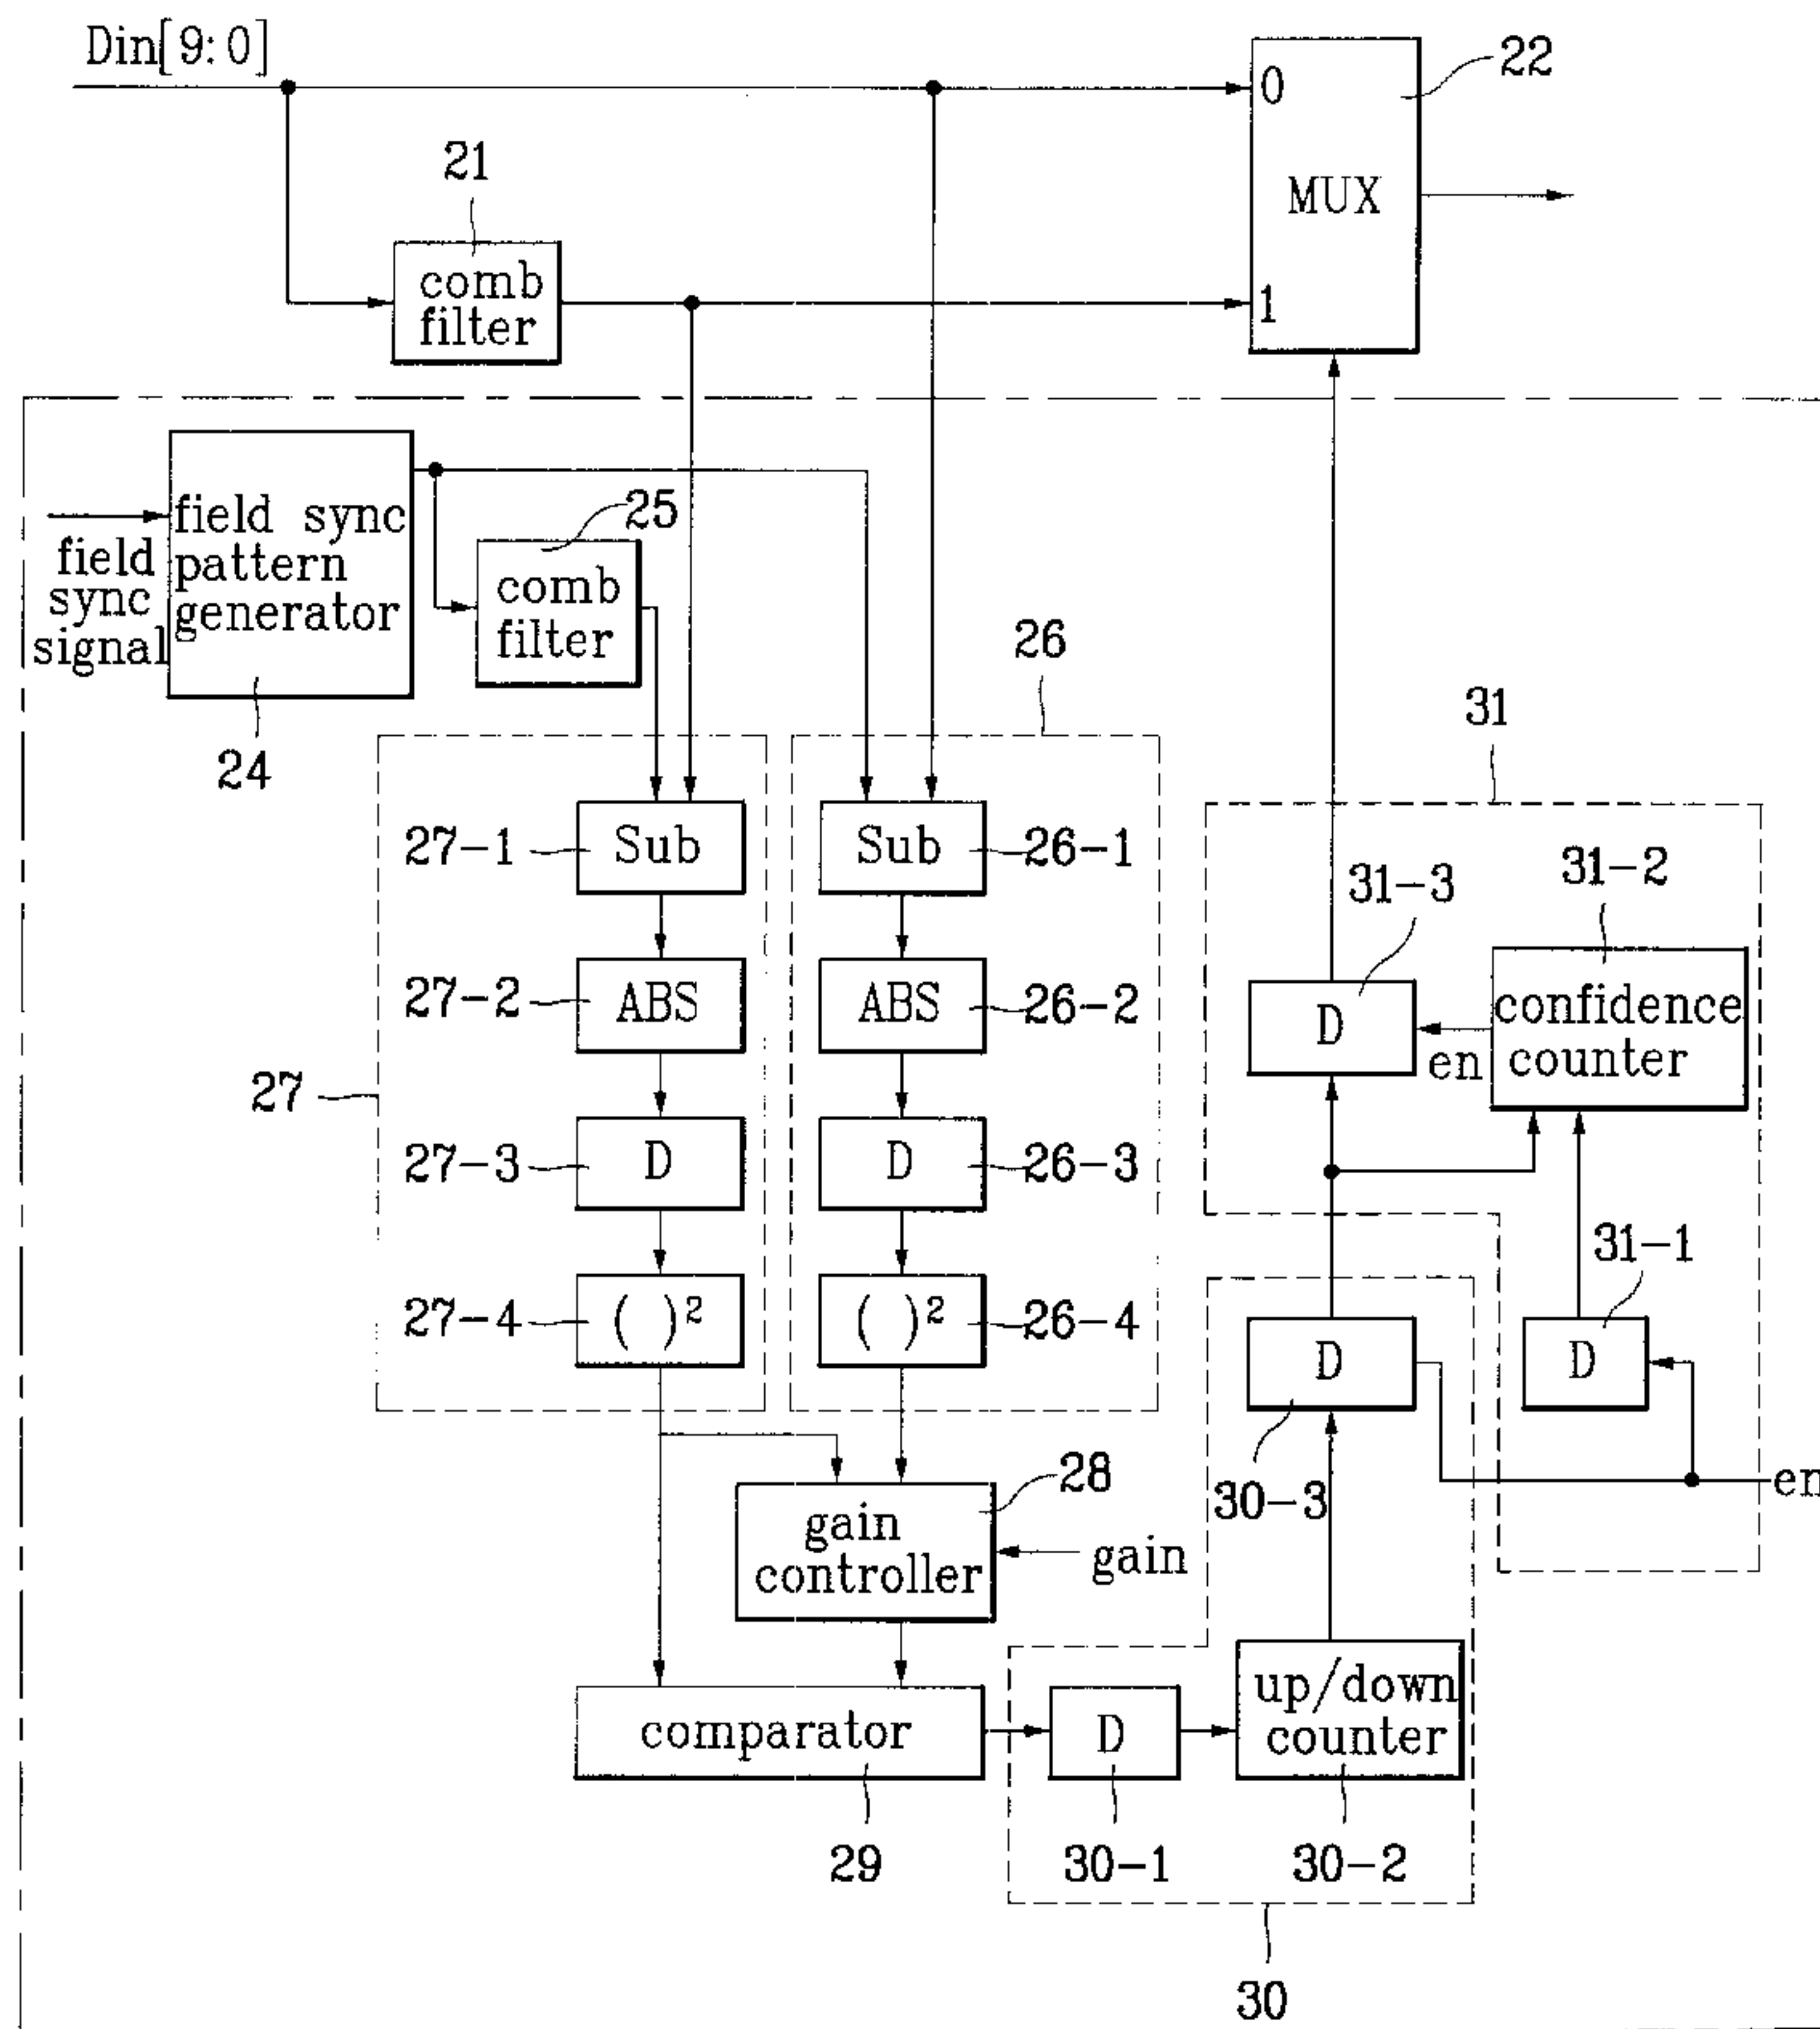 Din[9:0]
22
0
21
MUX
comb
filter
1
field sync
pattern
generator
field
sync
signal
25
comb
filter
24
26
31
27-1
Sub
Sub
26-1
31-3
31-2
27-2
ABS
ABS
26-2
D
confidence
counter
en
27
27-3
D
D
26-3
31-1
27-4
( )²
( )²
26-4
D
D
28
gain
controller
gain
30-3
en
comparator
D
up/down
counter
29
30-1
30-2
30